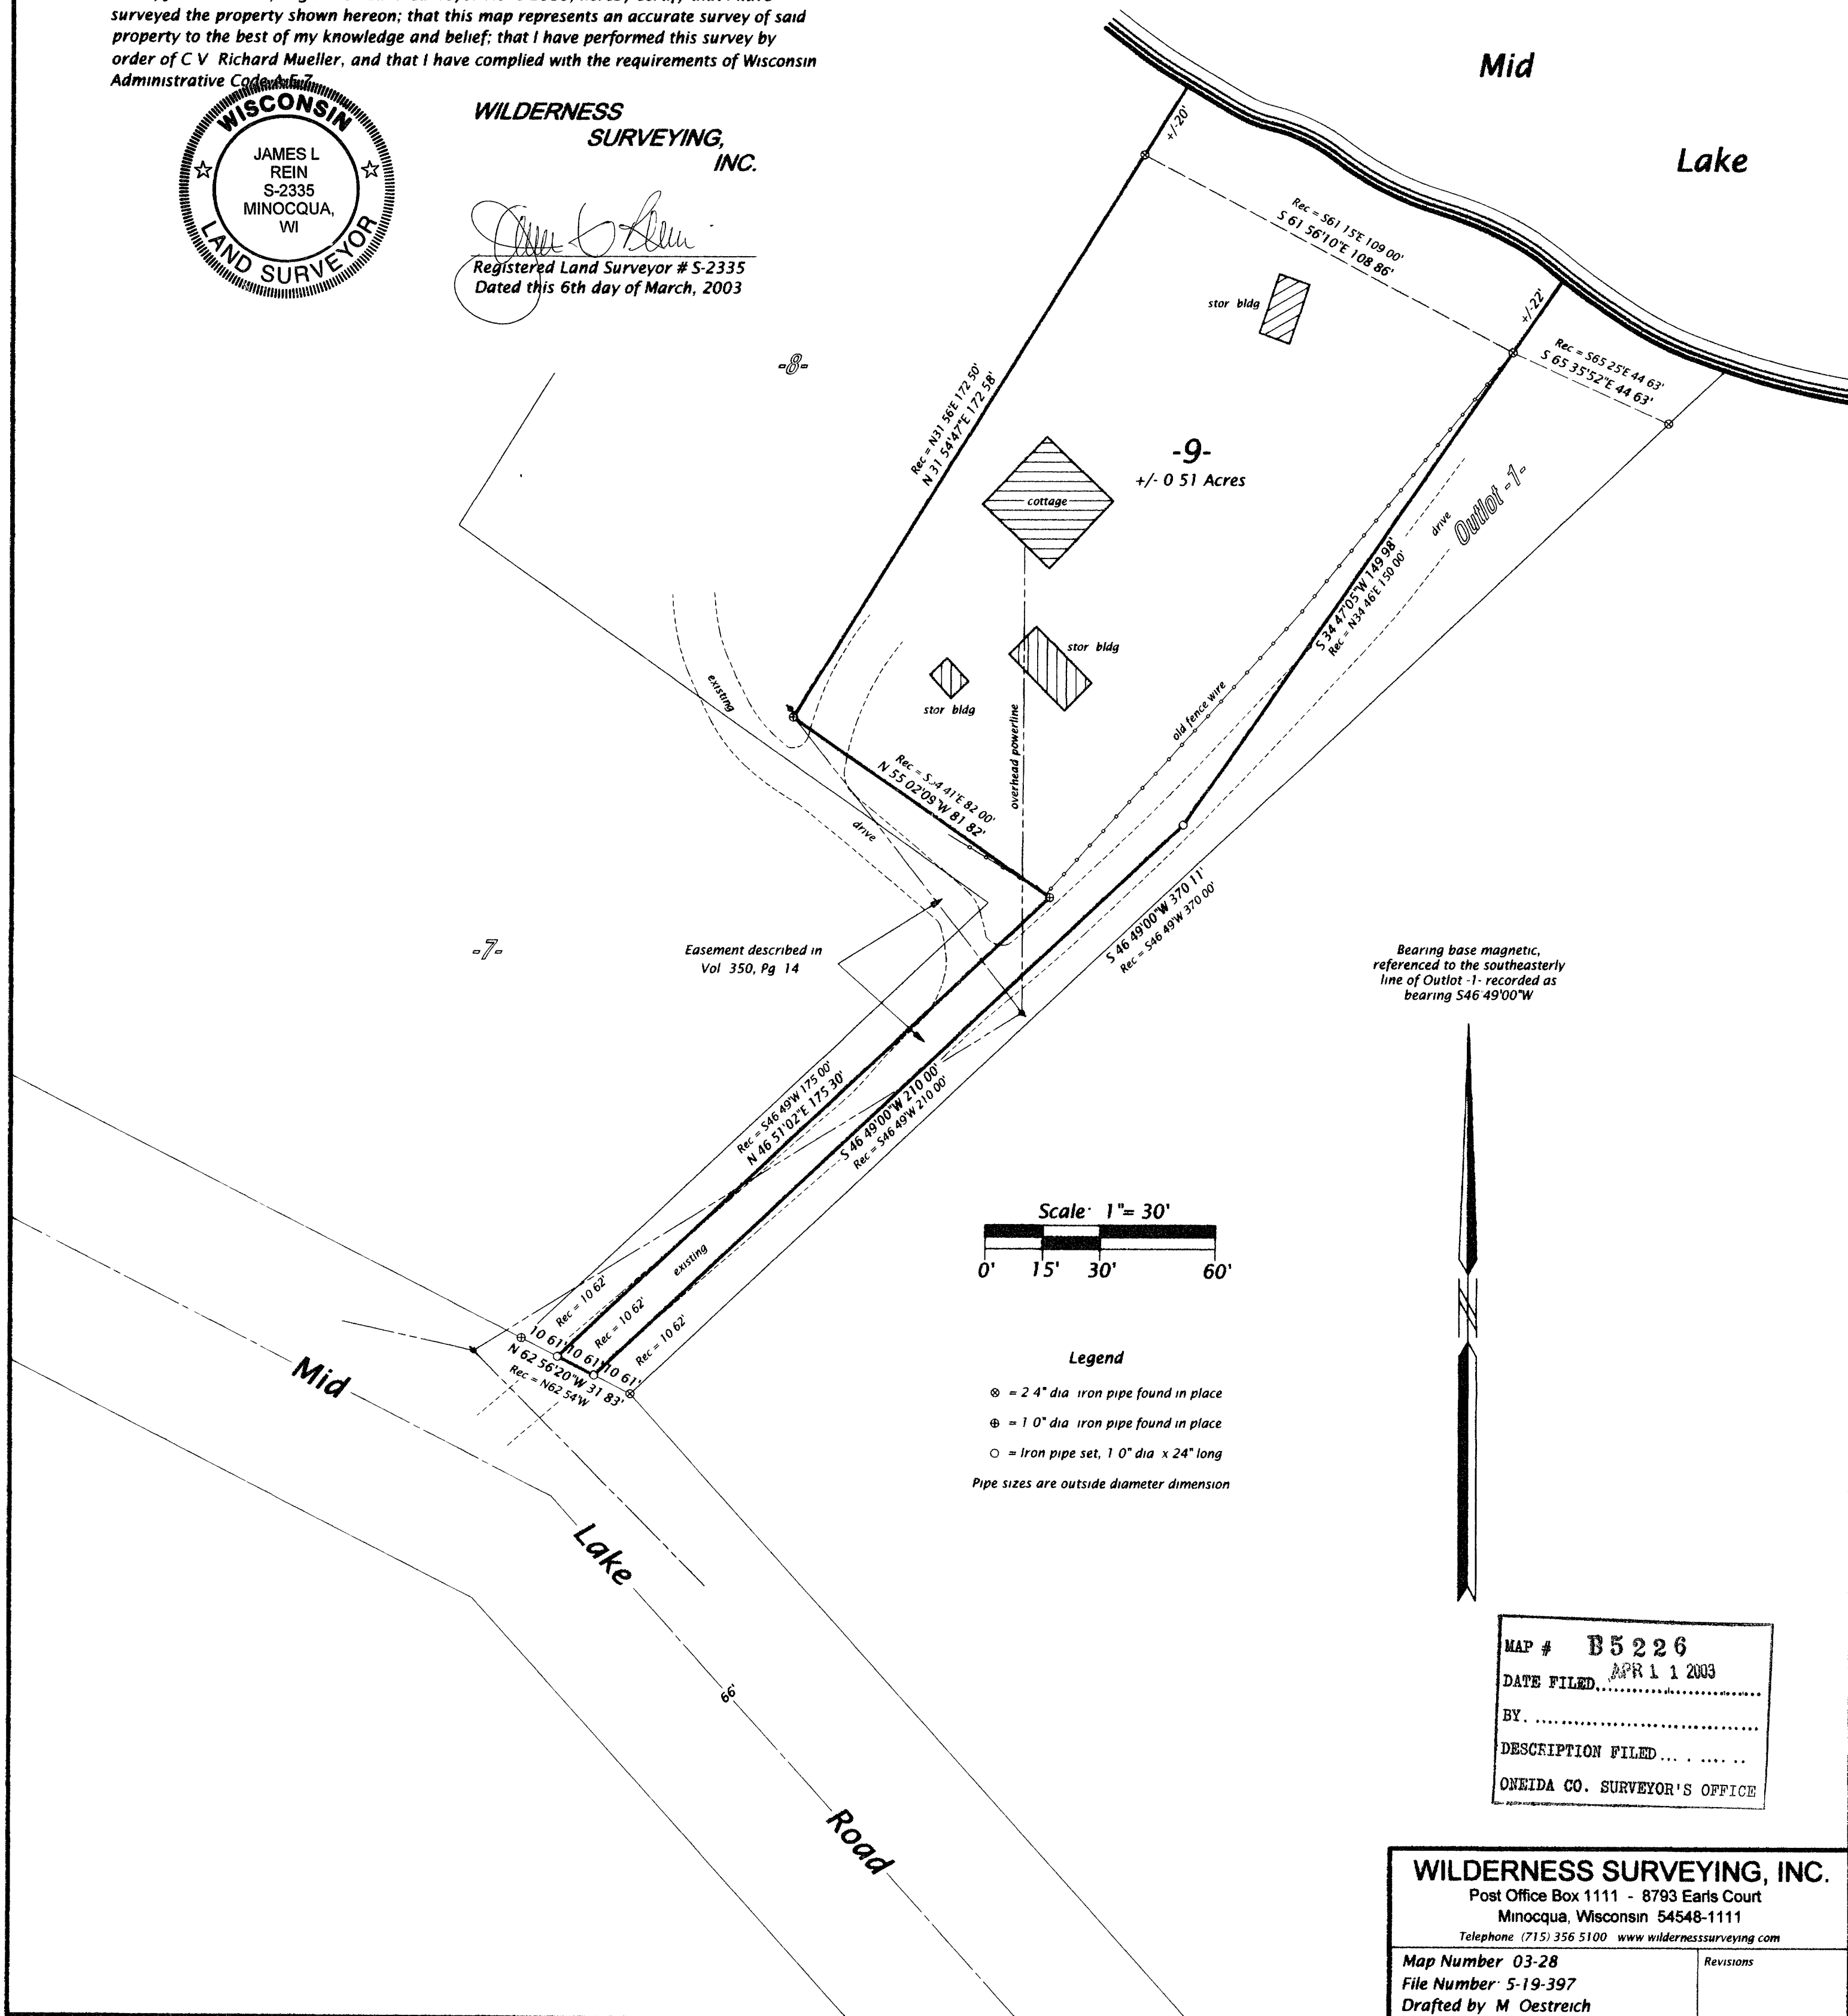 surveyed the property shown hereon; that this map represents an accurate survey of said
property to the best of my knowledge and belief; that I have performed this survey by
order of C V Richard Mueller, and that I have complied with the requirements of Wisconsin
Administrative Code A-E 7.
WISCONSIN
JAMES L
REIN
S-2335
MINOCQUA,
WI
LAND SURVEYOR
WILDERNESS
SURVEYING,
INC.
Registered Land Surveyor # S-2335
Dated this 6th day of March, 2003
Mid
Lake
+/-20'
Rec = S61 15'E 109 00'
S 61 56'10"E 108 86'
+/-22'
Rec = S65 25'E 44 63'
S 65 35'52"E 44 63'
stor bldg
-8-
Rec = N31 56'E 172 50'
N 31 54'47"E 172 58'
-9-
+/- 0 51 Acres
cottage
drive
Outlot -1-
S 34 47'05"W 149 98'
Rec = N34 46'E 150 00'
stor bldg
stor bldg
existing
drive
overhead powerline
old fence wire
Rec = 41'E 82 00'
N 55 02'09"W 81 82'
-7-
Easement described in
Vol 350, Pg 14
S 46 49'00"W 370 11'
Rec = S46 49'W 370 00'
Bearing base magnetic,
referenced to the southeasterly
line of Outlot -1- recorded as
bearing S46 49'00"W
Rec = S46 49'W 175 00'
N 46 51'02"E 175 30'
S 46 49'00"W 210 00'
Rec = S46 49'W 210 00'
existing
Rec = 10 62'
Rec = 10 62'
Rec = 10 62'
10 61'
10 61'
10 61'
N 62 56'20"W 31 83'
Rec = N62 54'W
Scale 1"= 30'
0' 15' 30' 60'
Legend
⊗ = 2 4" dia iron pipe found in place
⊕ = 1 0" dia iron pipe found in place
○ = Iron pipe set, 1 0" dia x 24" long
Pipe sizes are outside diameter dimension
Mid
Lake
66'
Road
MAP # B5226
DATE FILED APR 11 2003
BY.
DESCRIPTION FILED
ONEIDA CO. SURVEYOR'S OFFICE
WILDERNESS SURVEYING, INC.
Post Office Box 1111 - 8793 Earls Court
Minocqua, Wisconsin 54548-1111
Telephone (715) 356 5100 www wildernesssurveying com
Map Number 03-28
Revisions
File Number 5-19-397
Drafted by M Oestreich